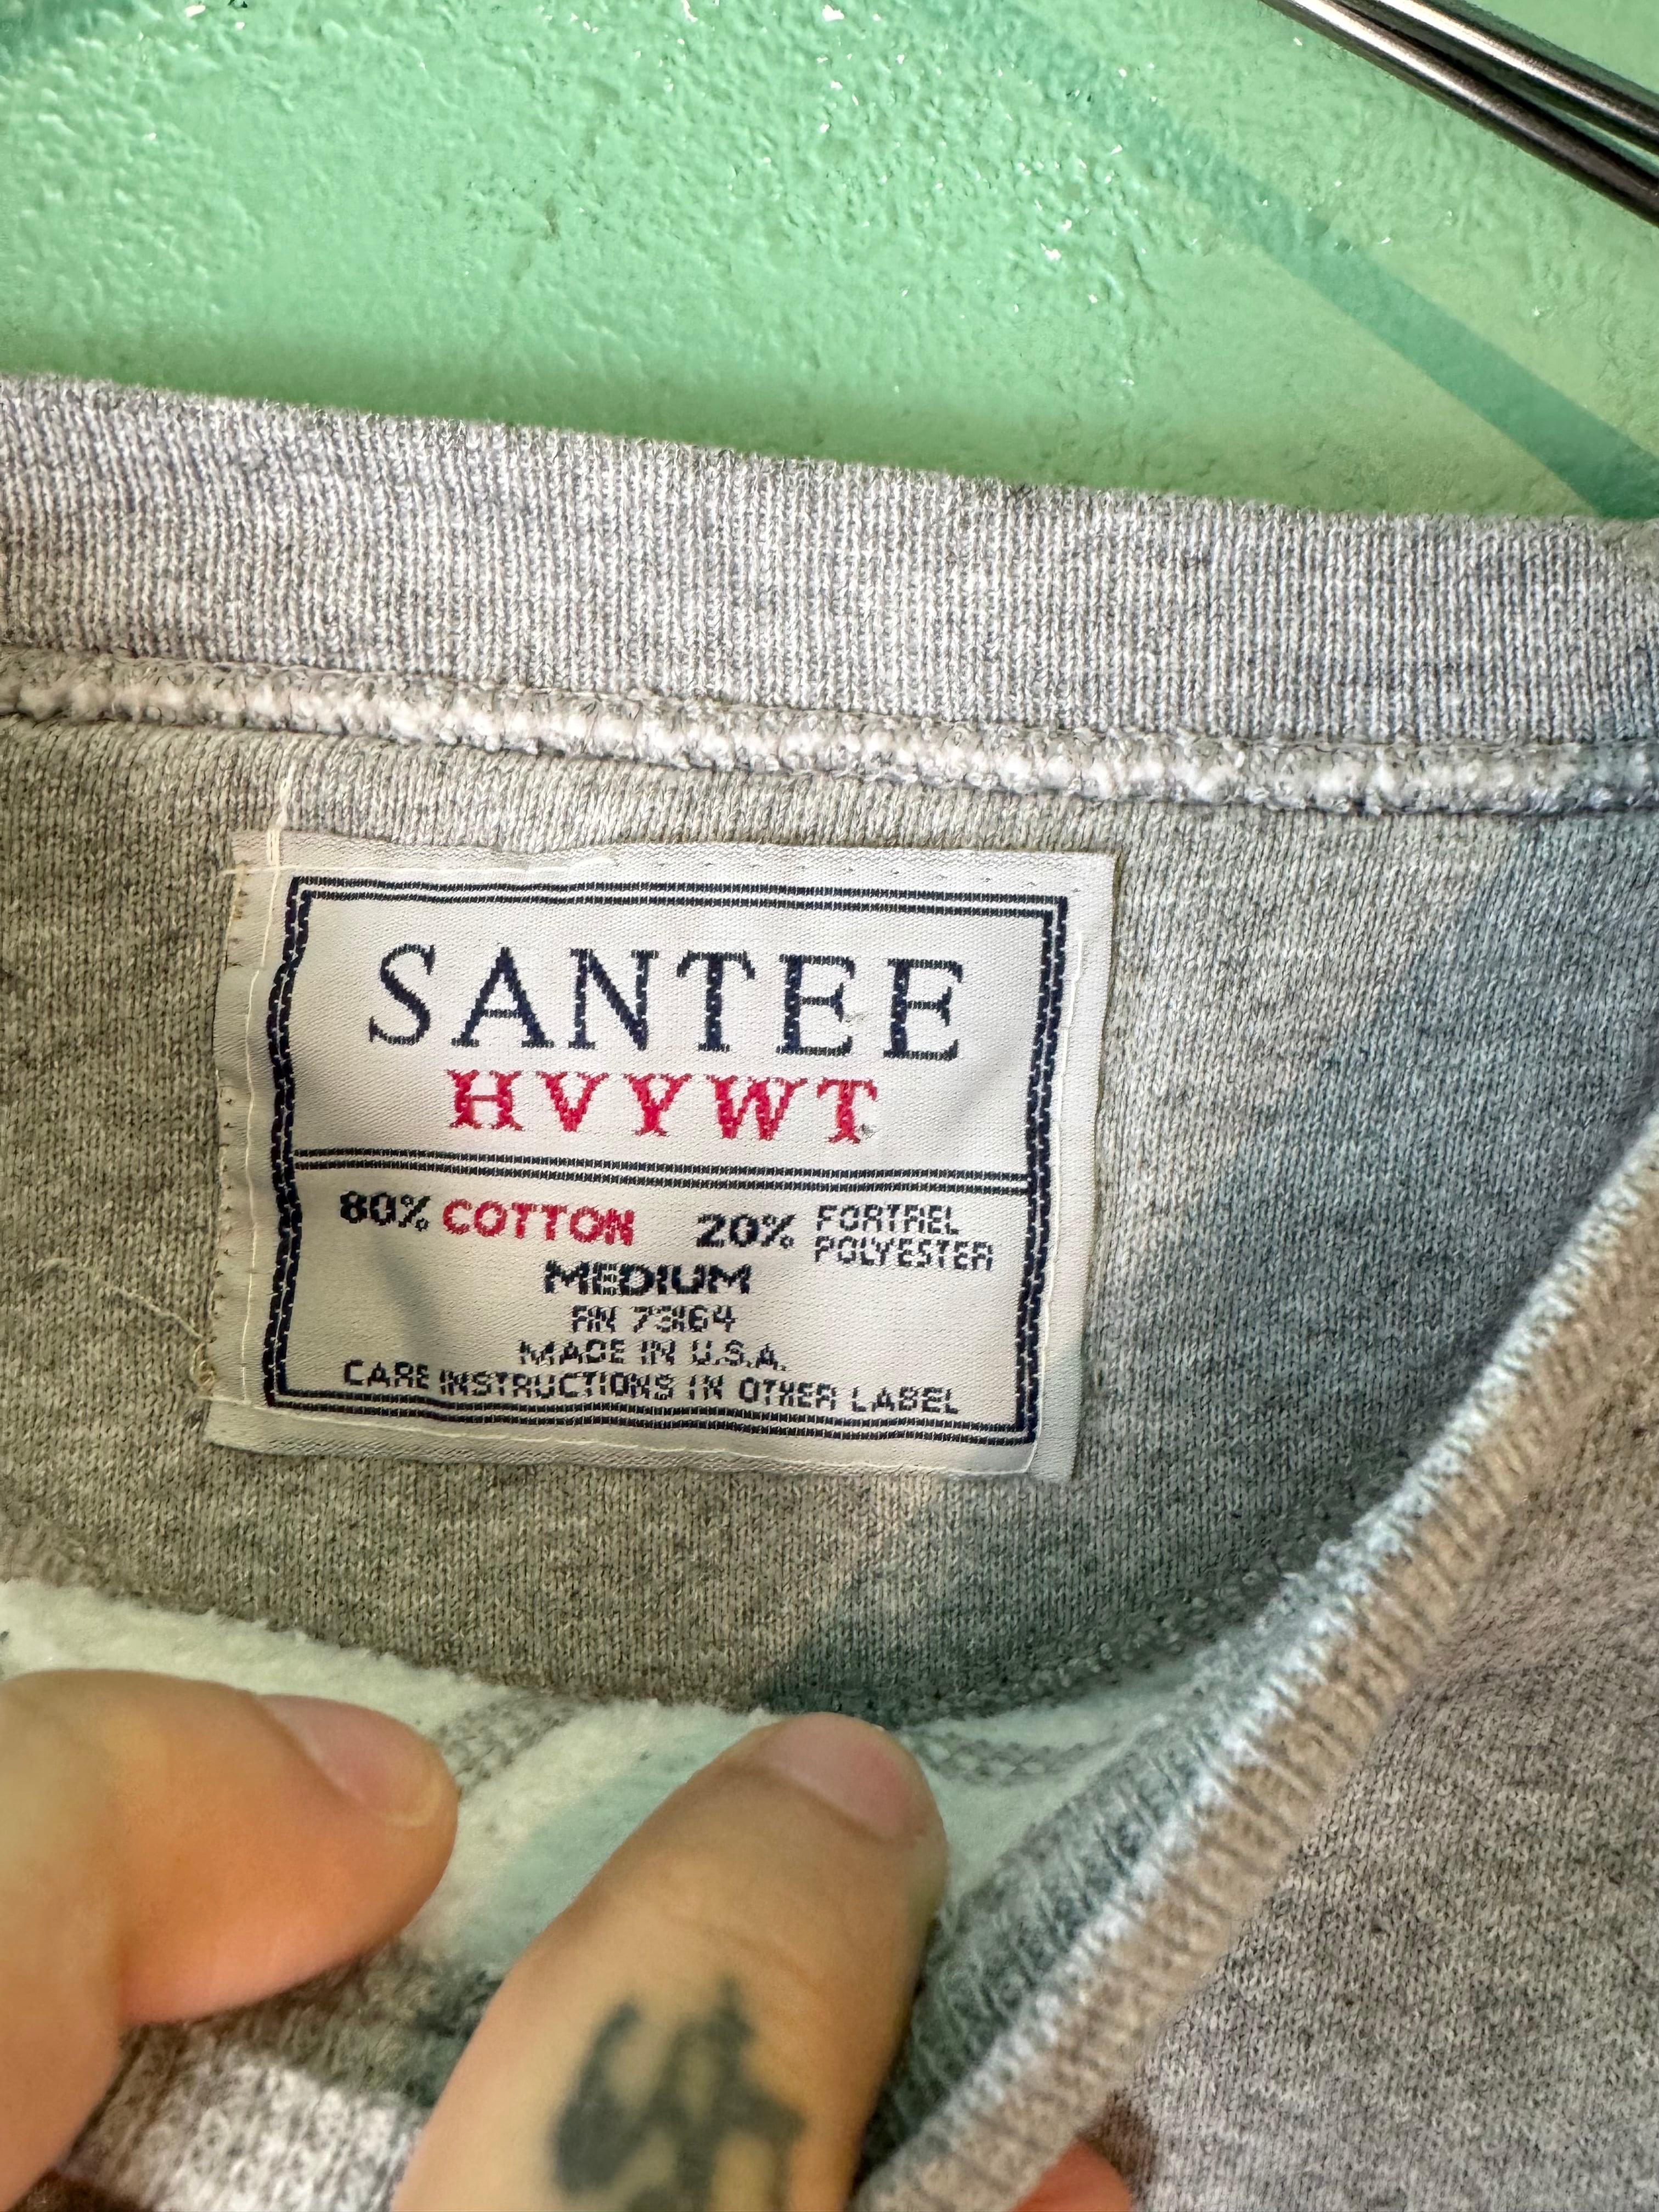 SANTEE
HVYWT
80% COTTON 20% FORTREL POLYESTER
MEDIUM
RN 73164
MADE IN U.S.A.
CARE INSTRUCTIONS IN OTHER LABEL